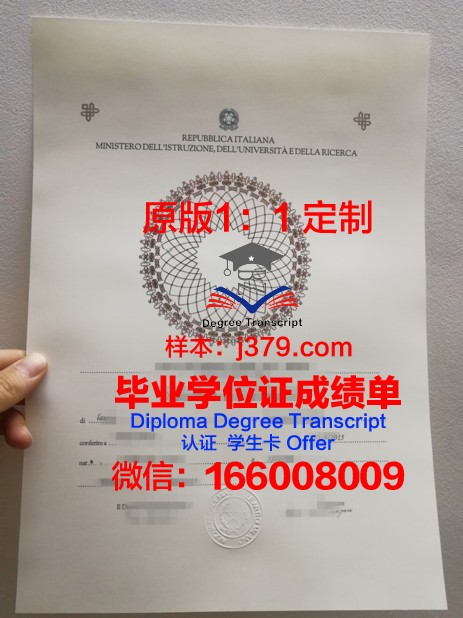 REPUBBLICA ITALIANA
MINISTERO DELL'ISTRUZIONE, DELL'UNIVERSITÀ E DELLA RICERCA
原版1：1 定制
Degree Transcript
样本：j379.com
毕业学位证成绩单
di
Diploma Degree Transcript
conferito a
认证 学生卡 Offer
微信：166008009
Il